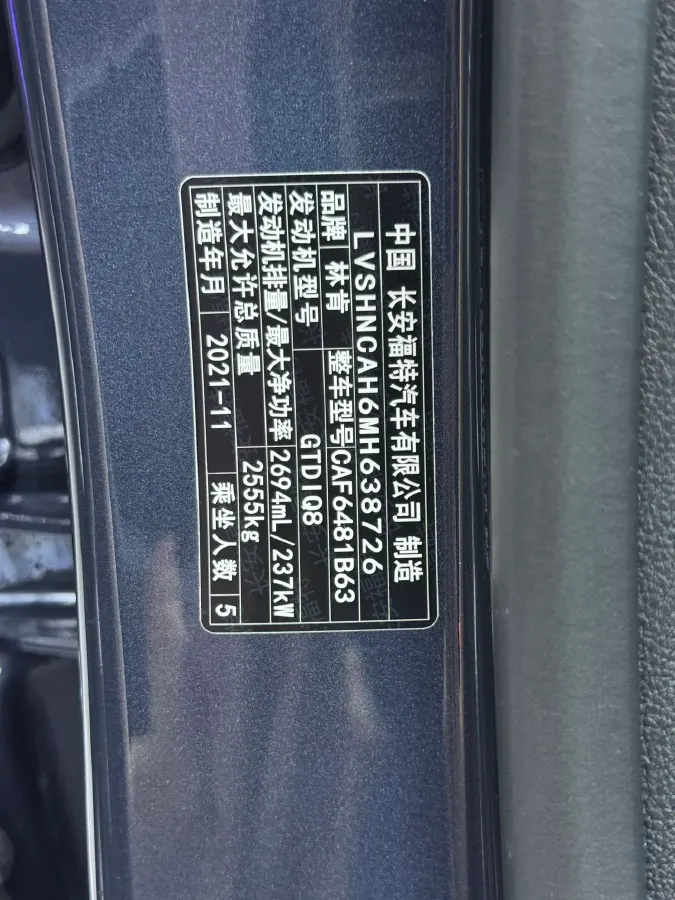 中国 长安福特汽车有限公司 制造
LVSHNCAH6MH638726
品牌 林肯 整车型号 CAF6481B63
发动机型号 GTDIQ8
发动机排量/最大净功率 2694mL/237kW
最大允许总质量 2555kg
制造年月 2021-11 乘坐人数 5